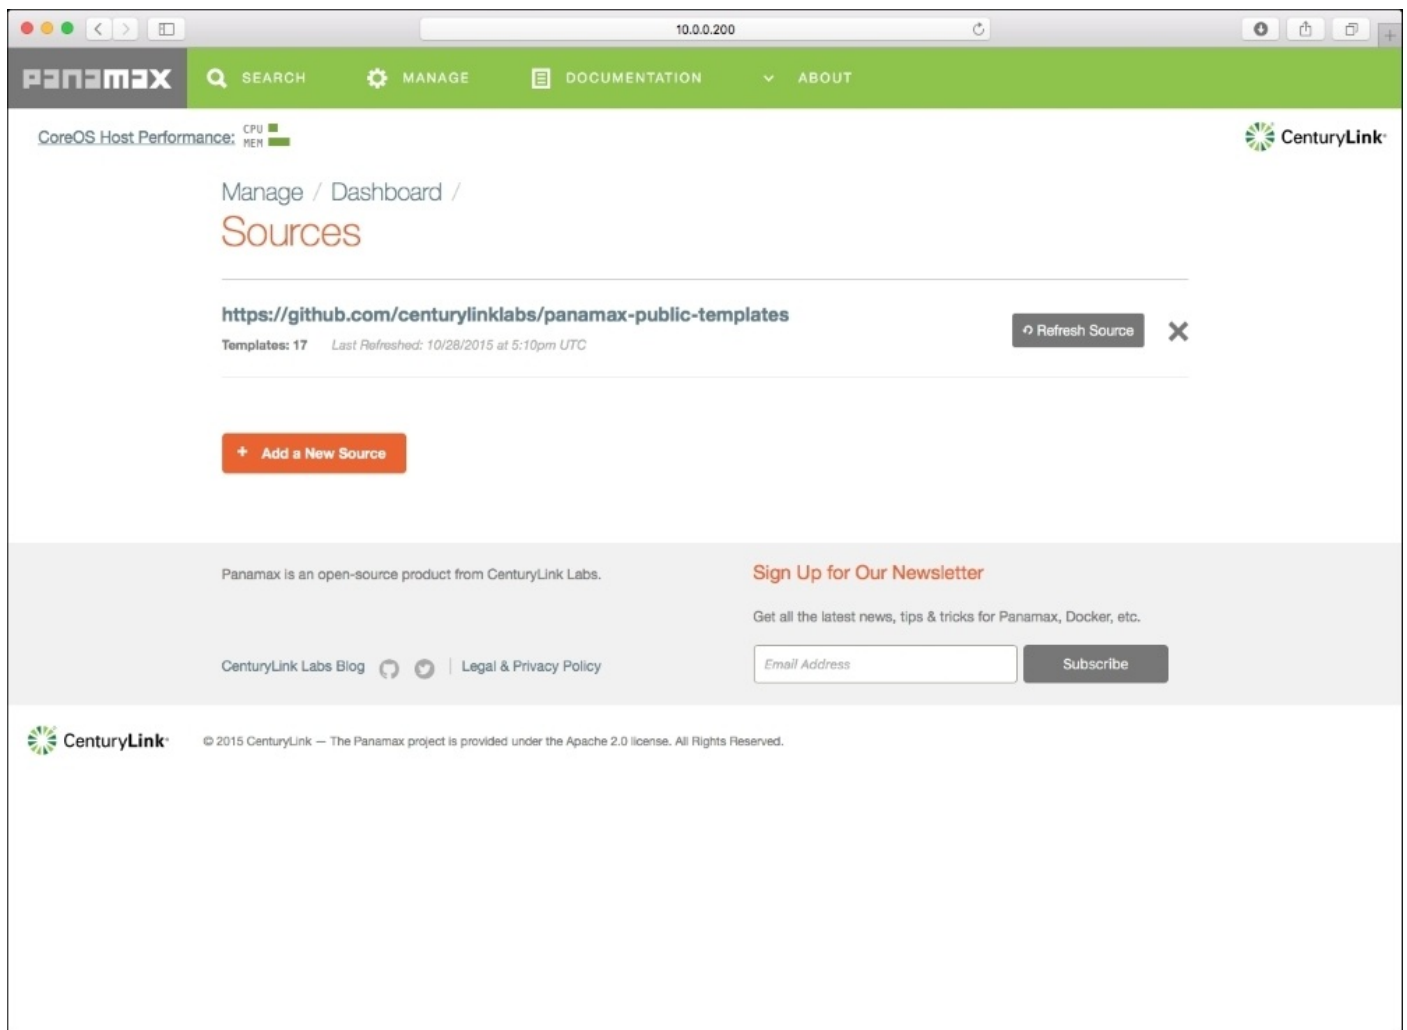 10.0.0.200
panamax SEARCH MANAGE DOCUMENTATION ABOUT
CoreOS Host Performance: CPU
MEM
CenturyLink
Manage / Dashboard /
Sources
https://github.com/centurylinklabs/panamax-public-templates
Templates: 17 Last Refreshed: 10/28/2015 at 5:10pm UTC
Refresh Source
+ Add a New Source
Panamax is an open-source product from CenturyLink Labs.
CenturyLink Labs Blog | Legal & Privacy Policy
Sign Up for Our Newsletter
Get all the latest news, tips & tricks for Panamax, Docker, etc.
Email Address Subscribe
CenturyLink © 2015 CenturyLink — The Panamax project is provided under the Apache 2.0 license. All Rights Reserved.